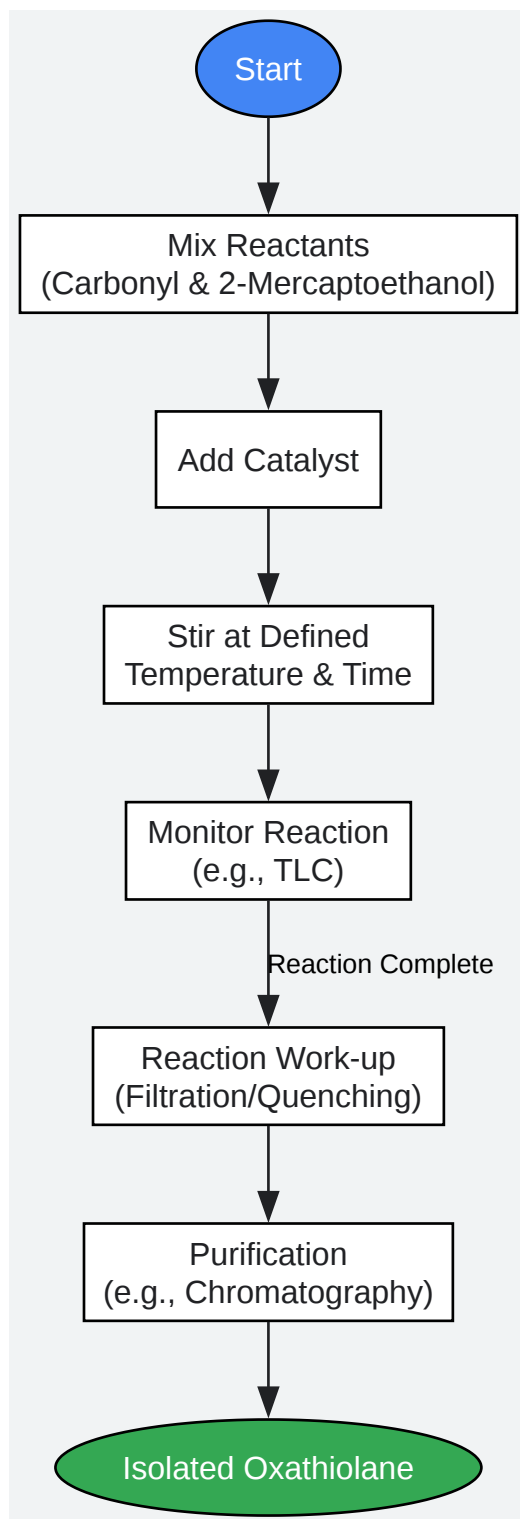 Start
Mix Reactants
(Carbonyl & 2-Mercaptoethanol)
Add Catalyst
Stir at Defined
Temperature & Time
Monitor Reaction
(e.g., TLC)
Reaction Complete
Reaction Work-up
(Filtration/Quenching)
Purification
(e.g., Chromatography)
Isolated Oxathiolane